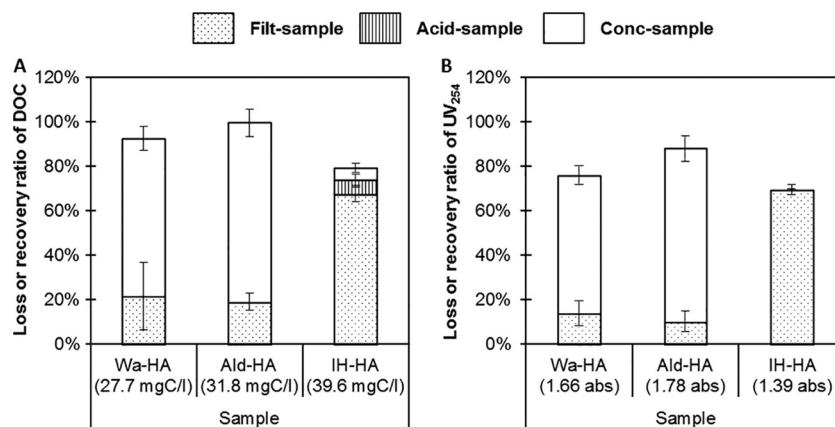 Filt-sample Acid-sample Conc-sample
A
Loss or recovery ratio of DOC
120%
100%
80%
60%
40%
20%
0%
Wa-HA Ald-HA IH-HA
(27.7 mgC/l) (31.8 mgC/l) (39.6 mgC/l)
Sample
B
Loss or recovery ratio of UV254
120%
100%
80%
60%
40%
20%
0%
Wa-HA Ald-HA IH-HA
(1.66 abs) (1.78 abs) (1.39 abs)
Sample